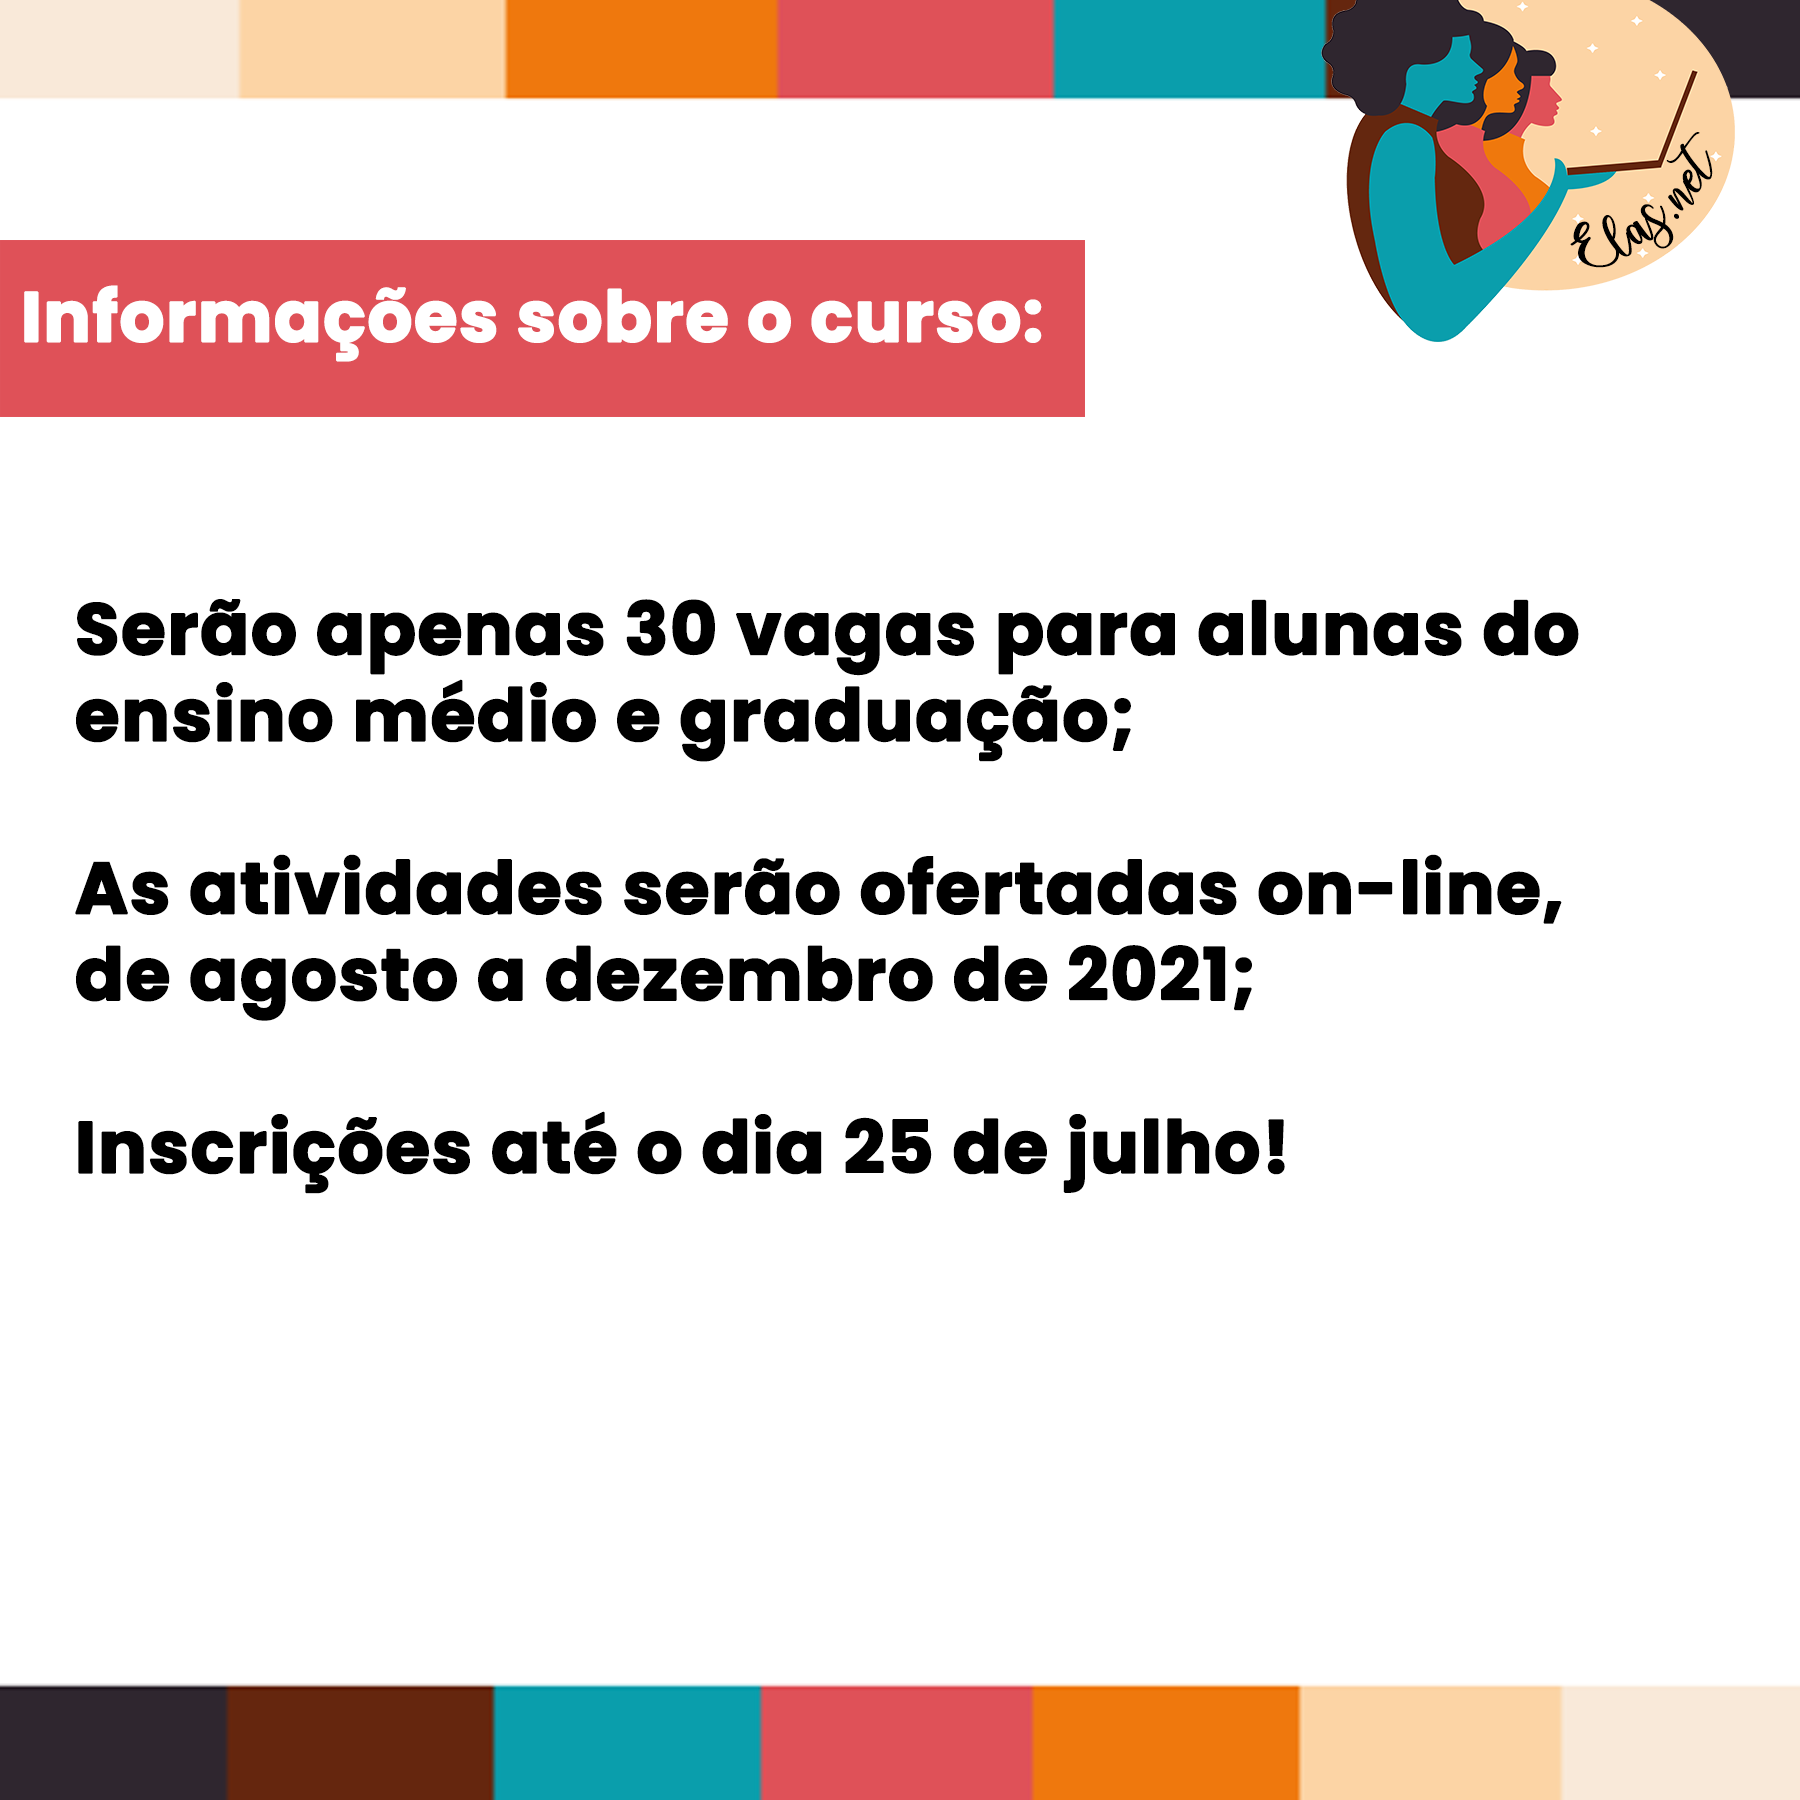 Elas.net
Informações sobre o curso:
Serão apenas 30 vagas para alunas do
ensino médio e graduação;
As atividades serão ofertadas on-line,
de agosto a dezembro de 2021;
Inscrições até o dia 25 de julho!